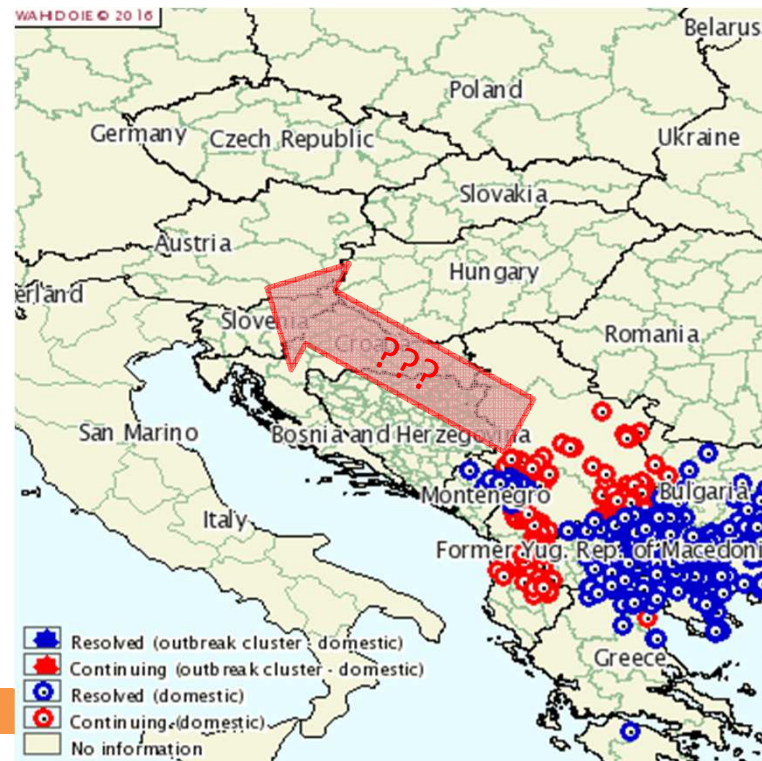 WAHIDOIE © 2016
Belarus
Poland
Germany
Czech Republic
Ukraine
Slovakia
Austria
Hungary
erland
Slovenia
Romania
Croa
???
San Marino
Bosnia and Herzegovina
Montenegro
Bulgaria
Italy
Former Yug. Rep. of Macedoni
Resolved (outbreak cluster - domestic)
Continuing (outbreak cluster - domestic)
Greece
Resolved (domestic)
Continuing (domestic)
No information